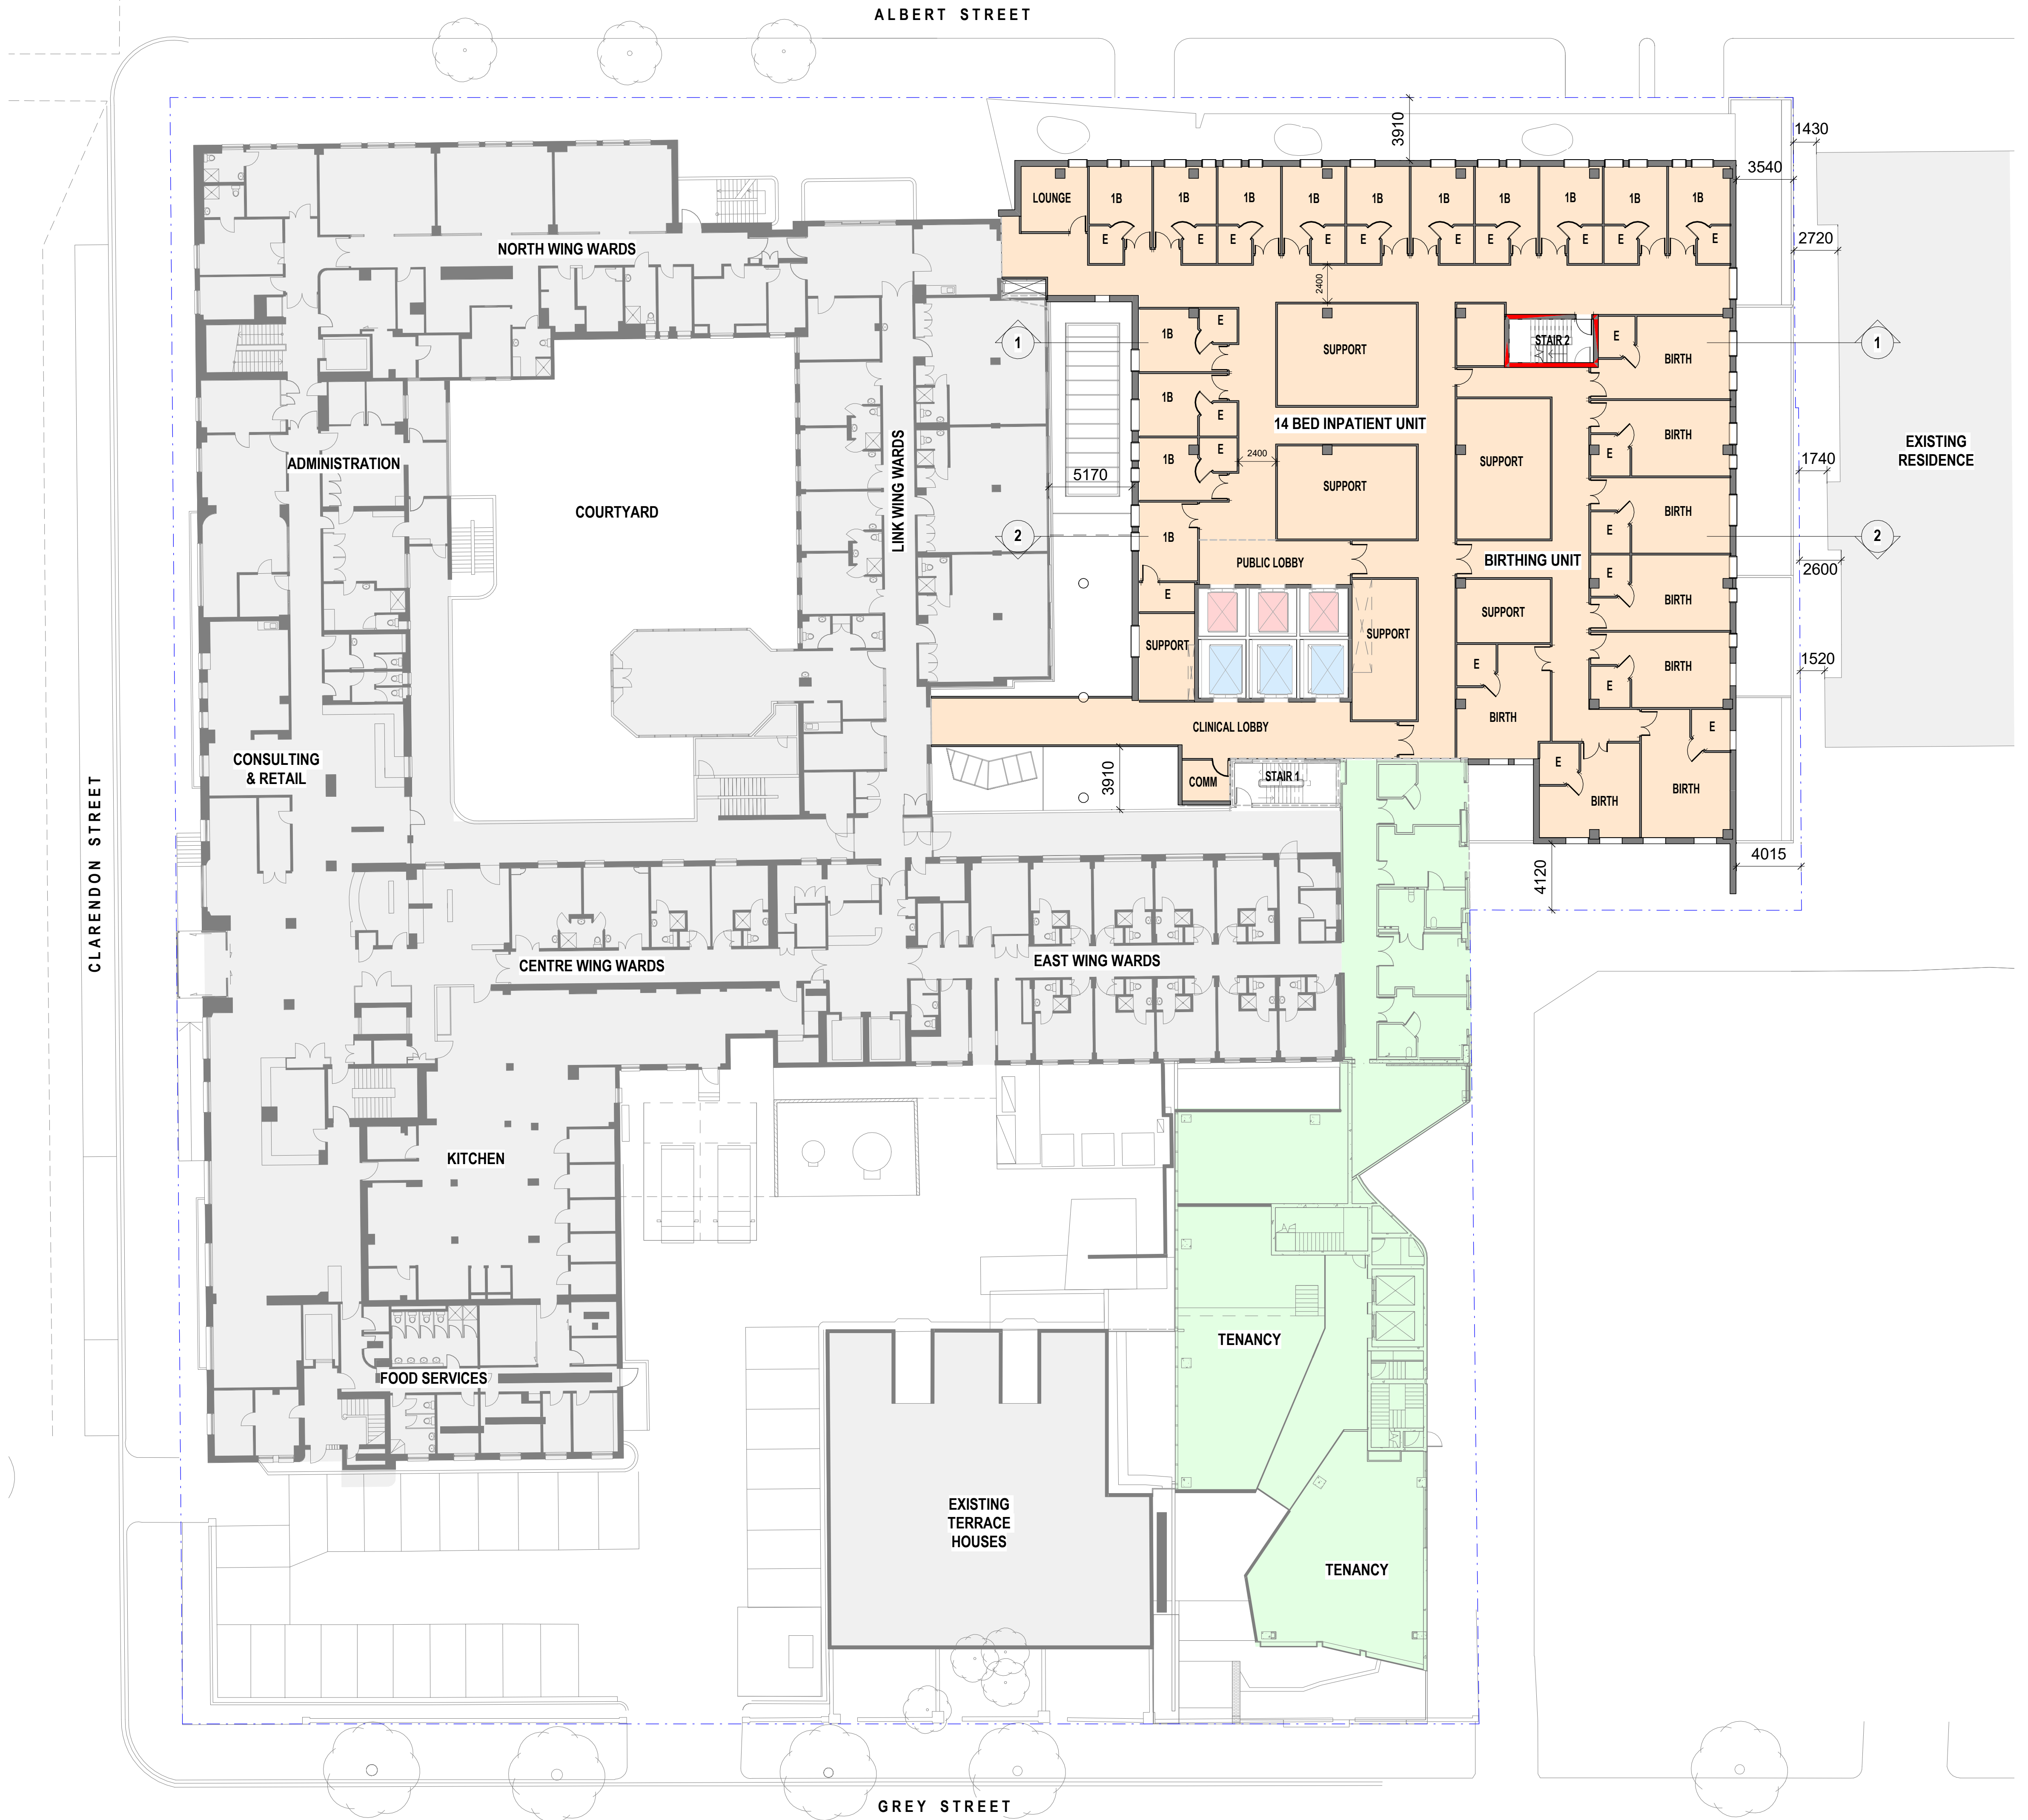 ALBERT STREET
3910
1430
3540
LOUNGE
1B
1B
1B
1B
1B
1B
1B
1B
1B
1B
E
E
E
E
E
E
E
E
E
E
2720
NORTH WING WARDS
2400
1
1B
E
SUPPORT
STAIR 2
E
BIRTH
1
1B
E
14 BED INPATIENT UNIT
BIRTH
E
EXISTING
RESIDENCE
ADMINISTRATION
LINK WING WARDS
1B
E
2400
SUPPORT
SUPPORT
1740
5170
COURTYARD
BIRTH
E
2
1B
2
PUBLIC LOBBY
BIRTHING UNIT
2600
E
E
BIRTH
SUPPORT
SUPPORT
SUPPORT
E
BIRTH
E
1520
BIRTH
CLINICAL LOBBY
E
CONSULTING
& RETAIL
3910
COMM
STAIR 1
E
BIRTH
BIRTH
4015
4120
CLARENDON STREET
CENTRE WING WARDS
EAST WING WARDS
KITCHEN
TENANCY
FOOD SERVICES
EXISTING
TERRACE
HOUSES
TENANCY
GREY STREET